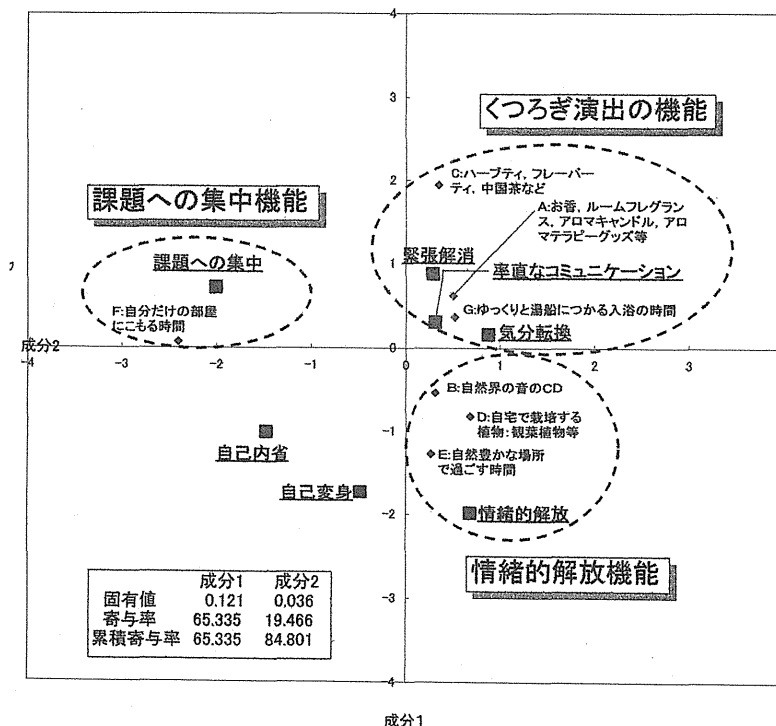 4
くつろぎ演出の機能
3
C:ハーブティ, フレーバー
ティ, 中国茶など
2
A:お香, ルームフレグラン
ス, アロマキャンドル, アロ
マテラピーグッズ等
課題への集中機能
緊張解消
課題への集中
1
率直なコミュニケーション
F:自分だけの部屋
にこもる時間
G:ゆっくりと湯船につかる入浴の時間
気分転換
成分2
0
-4
-3
-2
-1
0
1
2
3
B:自然界の音のCD
D:自宅で栽培する
植物:観葉植物等
-1
自己内省
E:自然豊かな場所
で過ごす時間
自己変身
-2
情緒的解放
情緒的解放機能
-3
成分1 成分2
固有値 0.121 0.036
寄与率 65.335 19.466
累積寄与率 65.335 84.801
-4
成分1